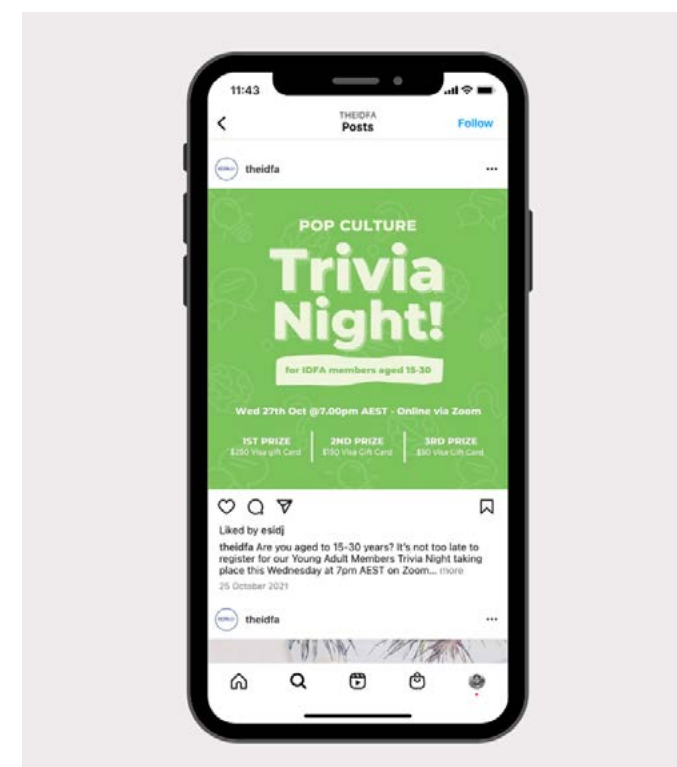 11:43
THEIDFA
Posts
Follow
theidfa
POP CULTURE
Trivia
Night!
for IDFA members aged 15-30
Wed 27th Oct @7.00pm AEST - Online via Zoom
1ST PRIZE
$250 Visa gift Card
2ND PRIZE
$150 Visa Gift Card
3RD PRIZE
$50 Visa Gift Card
Liked by esidj
theidfa Are you aged to 15-30 years? It's not too late to
register for our Young Adult Members Trivia Night taking
place this Wednesday at 7pm AEST on Zoom... more
25 October 2021
theidfa